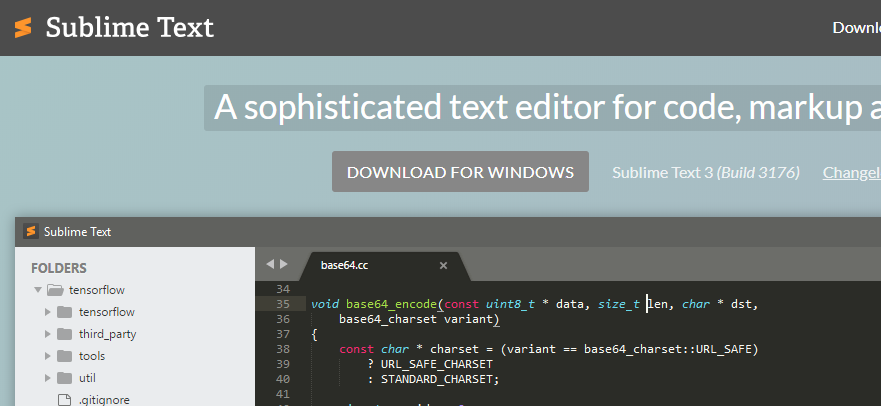 Sublime Text
Downl
A sophisticated text editor for code, markup a
DOWNLOAD FOR WINDOWS Sublime Text 3 (Build 3176) Changel
Sublime Text
FOLDERS
tensorflow
tensorflow
third_party
tools
util
.gitignore
base64.cc
34
35 void base64_encode(const uint8_t * data, size_t len, char * dst,
36 base64_charset variant)
37 {
38 const char * charset = (variant == base64_charset::URL_SAFE)
39 ? URL_SAFE_CHARSET
40 : STANDARD_CHARSET;
41